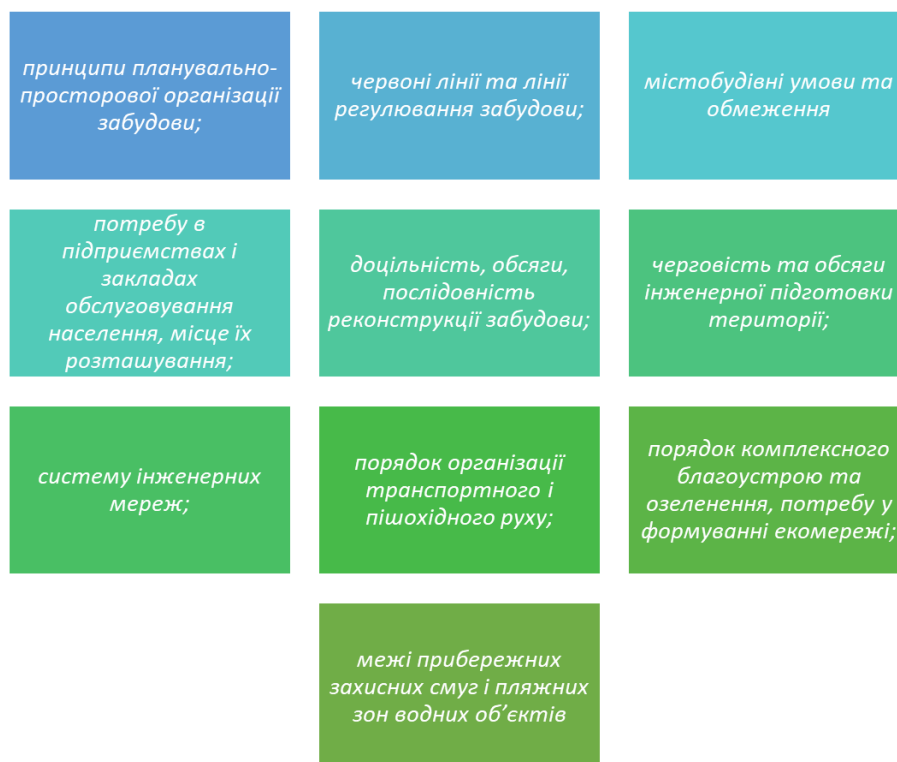 принципи планувально-
просторової організації
забудови;
червоні лінії та лінії
регулювання забудови;
містобудівні умови та
обмеження
потребу в
підприємствах і
закладах
обслуговування
населення, місце їх
розташування;
доцільність, обсяги,
послідовність
реконструкції забудови;
черговість та обсяги
інженерної підготовки
території;
систему інженерних
мереж;
порядок організації
транспортного і
пішохідного руху;
порядок комплексного
благоустрою та
озеленення, потребу у
формуванні екомережі;
межі прибережних
захисних смуг і пляжних
зон водних об’єктів